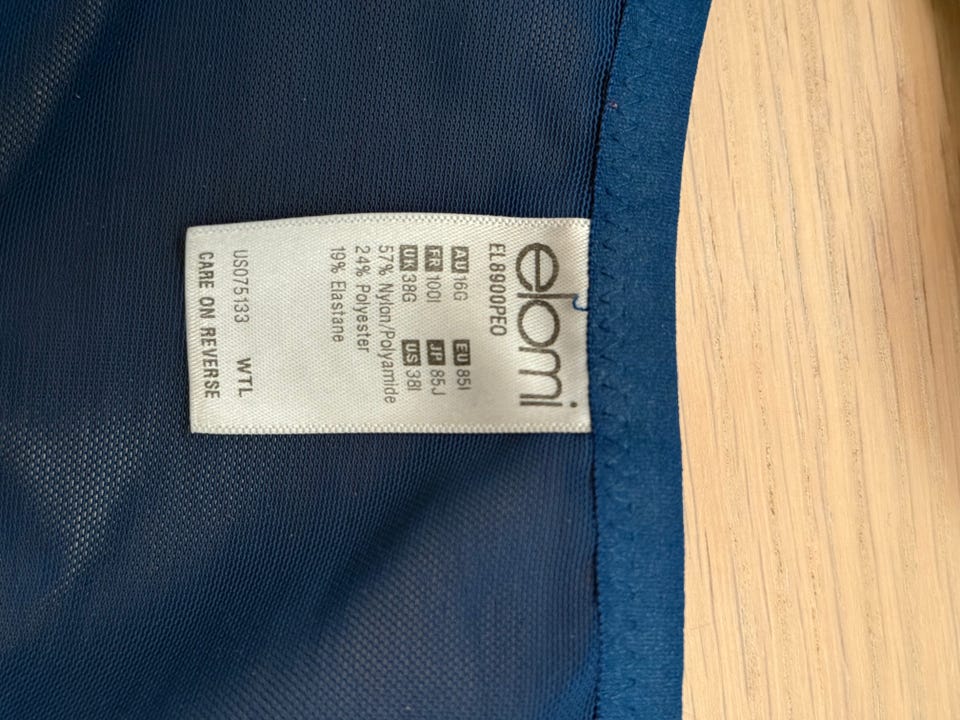 elomi
EL8900PEO
AU 16G EU 85I
FR 100I JP 85J
UK 38G US 38I
57% Nylon/Polyamide
24% Polyester
19% Elastane
US075133 WTL
CARE ON REVERSE